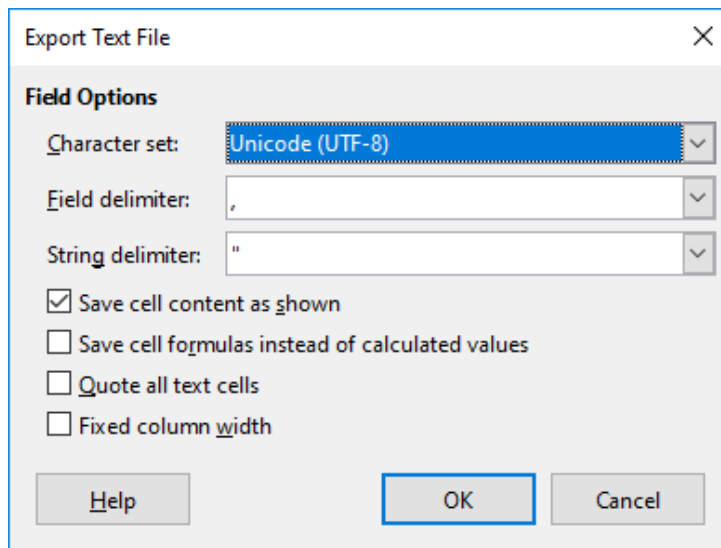 Export Text File
Field Options
Character set: Unicode (UTF-8)
Field delimiter: ,
String delimiter: "
Save cell content as shown
Save cell formulas instead of calculated values
Quote all text cells
Fixed column width
Help OK Cancel